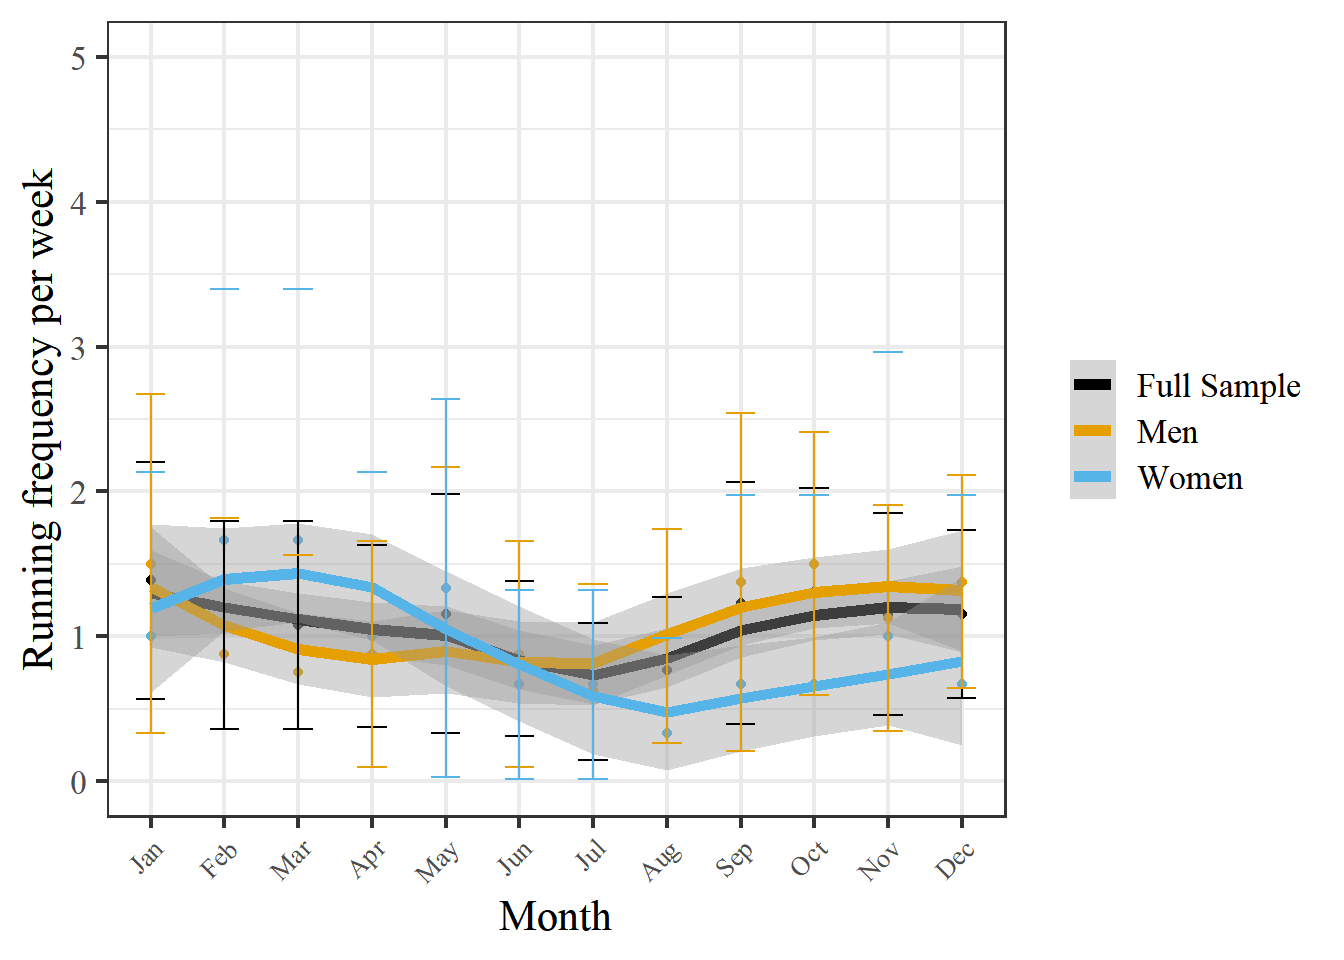 Running frequency per week
5
4
3
2
1
0
Jan
Feb
Mar
Apr
May
Jun
Jul
Aug
Sep
Oct
Nov
Dec
Month
Full Sample
Men
Women